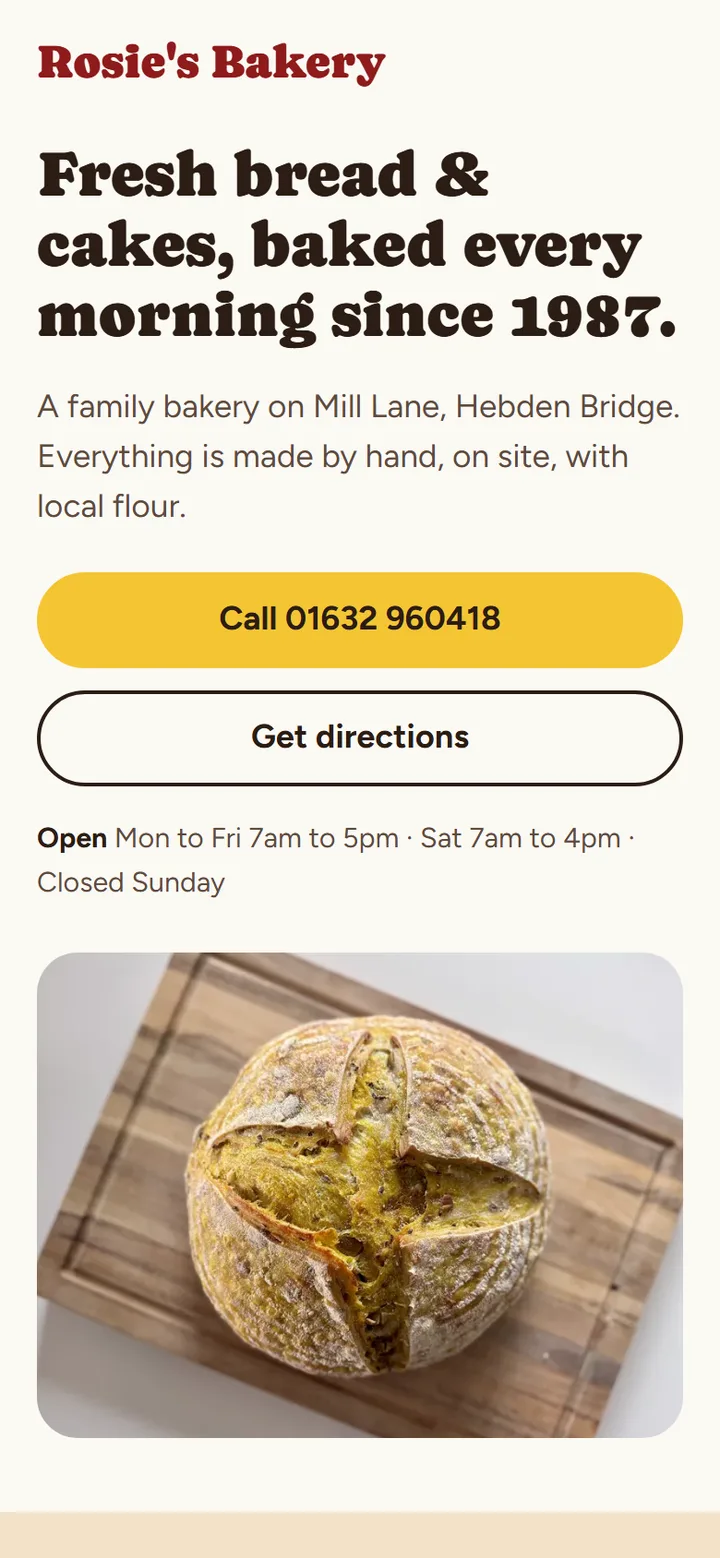 Rosie's Bakery
Fresh bread &
cakes, baked every
morning since 1987.
A family bakery on Mill Lane, Hebden Bridge.
Everything is made by hand, on site, with
local flour.
Call 01632 960418
Get directions
Open Mon to Fri 7am to 5pm · Sat 7am to 4pm ·
Closed Sunday